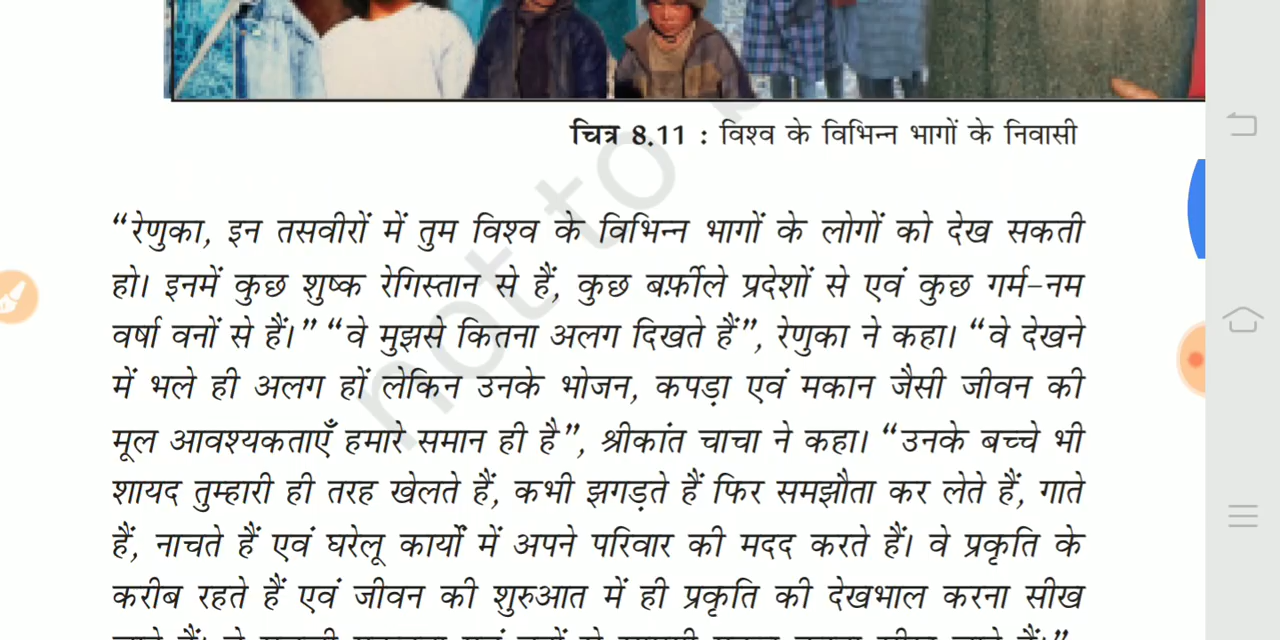 चित्र 8.11 : विश्व के विभिन्न भागों के निवासी
“रेणुका, इन तसवीरों में तुम विश्व के विभिन्न भागों के लोगों को देख सकती
हो। इनमें कुछ शुष्क रेगिस्तान से हैं, कुछ बर्फ़ीले प्रदेशों से एवं कुछ गर्म-नम
वर्षा वनों से हैं।” “वे मुझसे कितना अलग दिखते हैं”, रेणुका ने कहा। “वे देखने
में भले ही अलग हों लेकिन उनके भोजन, कपड़ा एवं मकान जैसी जीवन की
मूल आवश्यकताएँ हमारे समान ही है”, श्रीकांत चाचा ने कहा। “उनके बच्चे भी
शायद तुम्हारी ही तरह खेलते हैं, कभी झगड़ते हैं फिर समझौता कर लेते हैं, गाते
हैं, नाचते हैं एवं घरेलू कार्यों में अपने परिवार की मदद करते हैं। वे प्रकृति के
करीब रहते हैं एवं जीवन की शुरुआत में ही प्रकृति की देखभाल करना सीख
not to